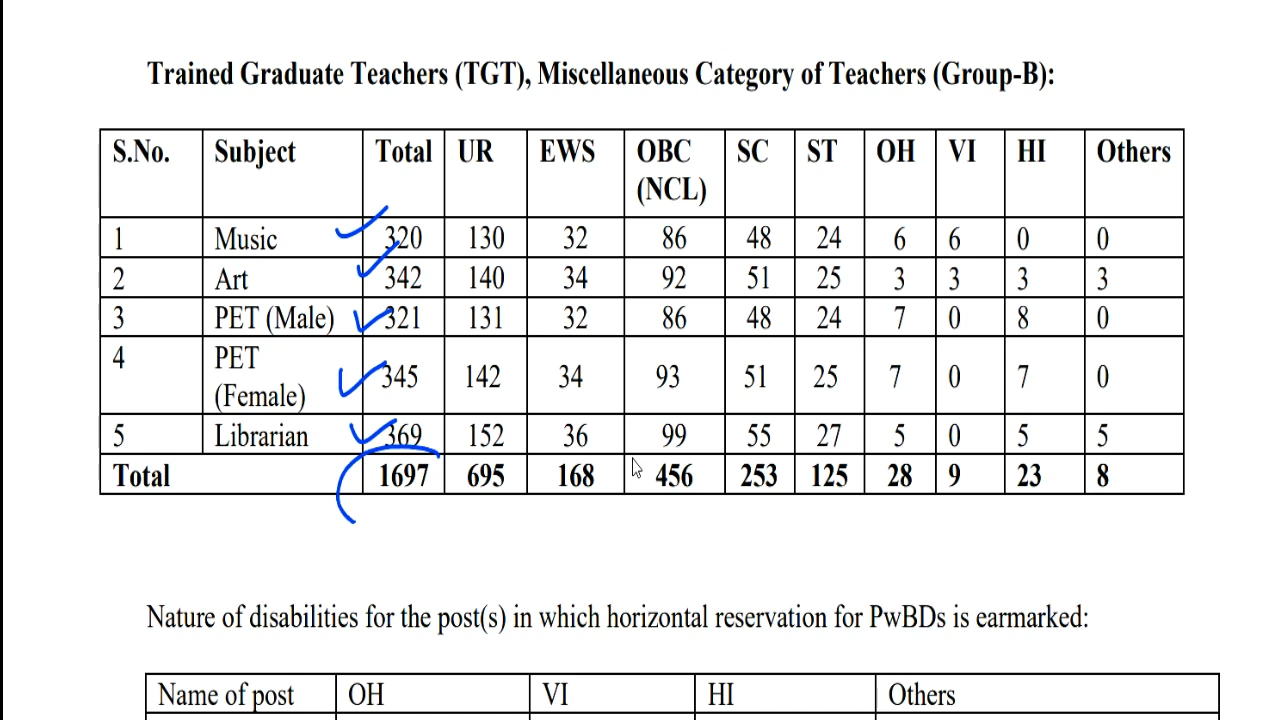 Trained Graduate Teachers (TGT), Miscellaneous Category of Teachers (Group-B):
S.No. Subject Total UR EWS OBC (NCL) SC ST OH VI HI Others
1 Music 320 130 32 86 48 24 6 6 0 0
2 Art 342 140 34 92 51 25 3 3 3 3
3 PET (Male) 321 131 32 86 48 24 7 0 8 0
4 PET (Female) 345 142 34 93 51 25 7 0 7 0
5 Librarian 369 152 36 99 55 27 5 0 5 5
Total 1697 695 168 456 253 125 28 9 23 8
Nature of disabilities for the post(s) in which horizontal reservation for PwBDs is earmarked:
Name of post OH VI HI Others